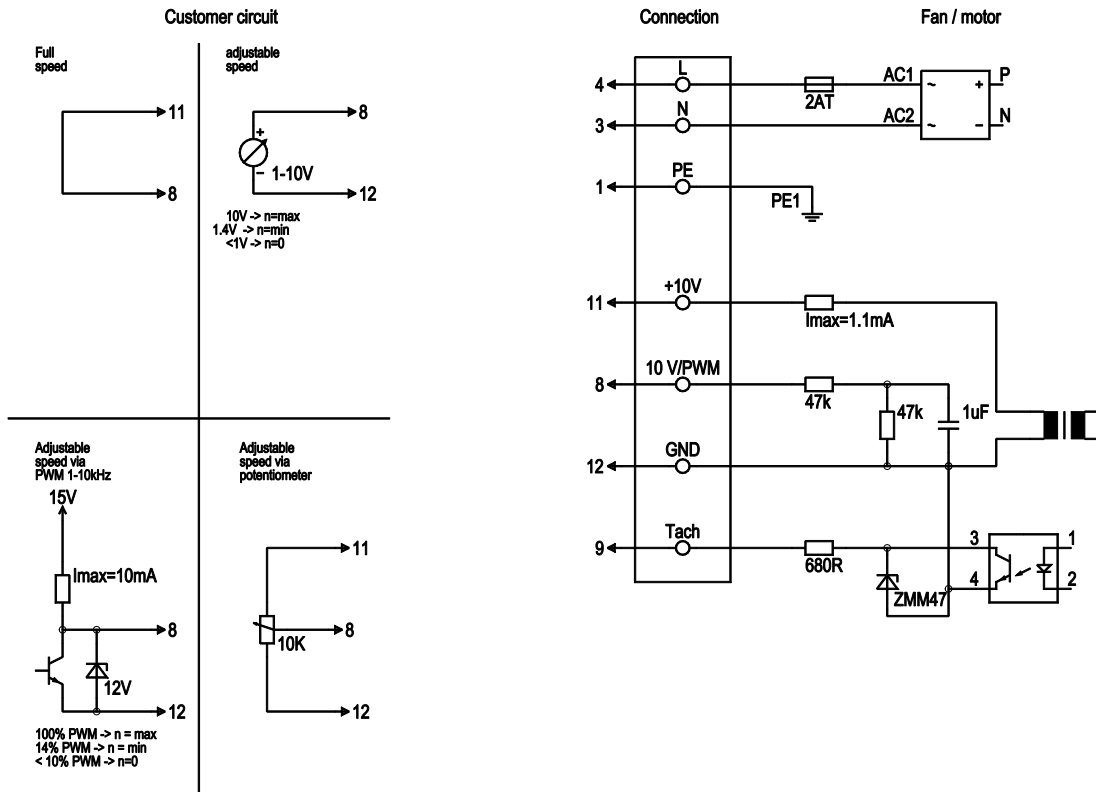 Customer circuit
Full
speed
11
8
adjustable
speed
8
+
−
1-10V
12
10V -> n=max
1.4V -> n=min
<1V -> n=0
Adjustable
speed via
PWM 1-10kHz
15V
Imax=10mA
8
12V
12
100% PWM -> n = max
14% PWM -> n = min
< 10% PWM -> n=0
Adjustable
speed via
potentiometer
11
8
10K
12
Connection
Fan / motor
4
L
2AT
AC1
~
+
P
3
N
AC2
~
−
N
1
PE
PE1
11
+10V
Imax=1.1mA
8
10 V/PWM
47k
47k
1uF
12
GND
9
Tach
680R
ZMM47
3
4
1
2